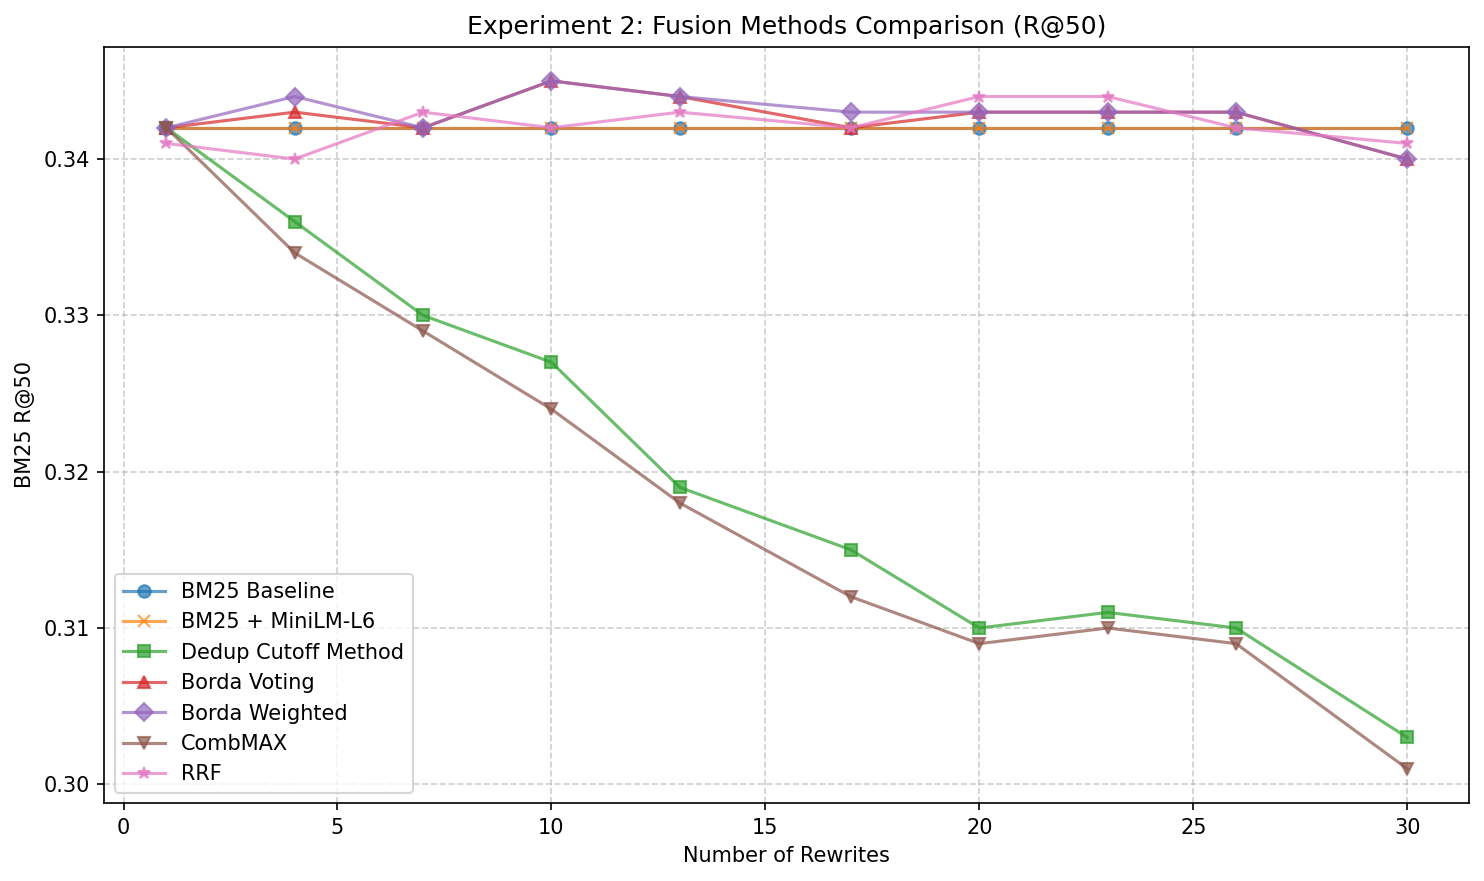 Experiment 2: Fusion Methods Comparison (R@50)
BM25 R@50
0.34
0.33
0.32
0.31
0.30
BM25 Baseline
BM25 + MiniLM-L6
Dedup Cutoff Method
Borda Voting
Borda Weighted
CombMAX
RRF
0 5 10 15 20 25 30
Number of Rewrites